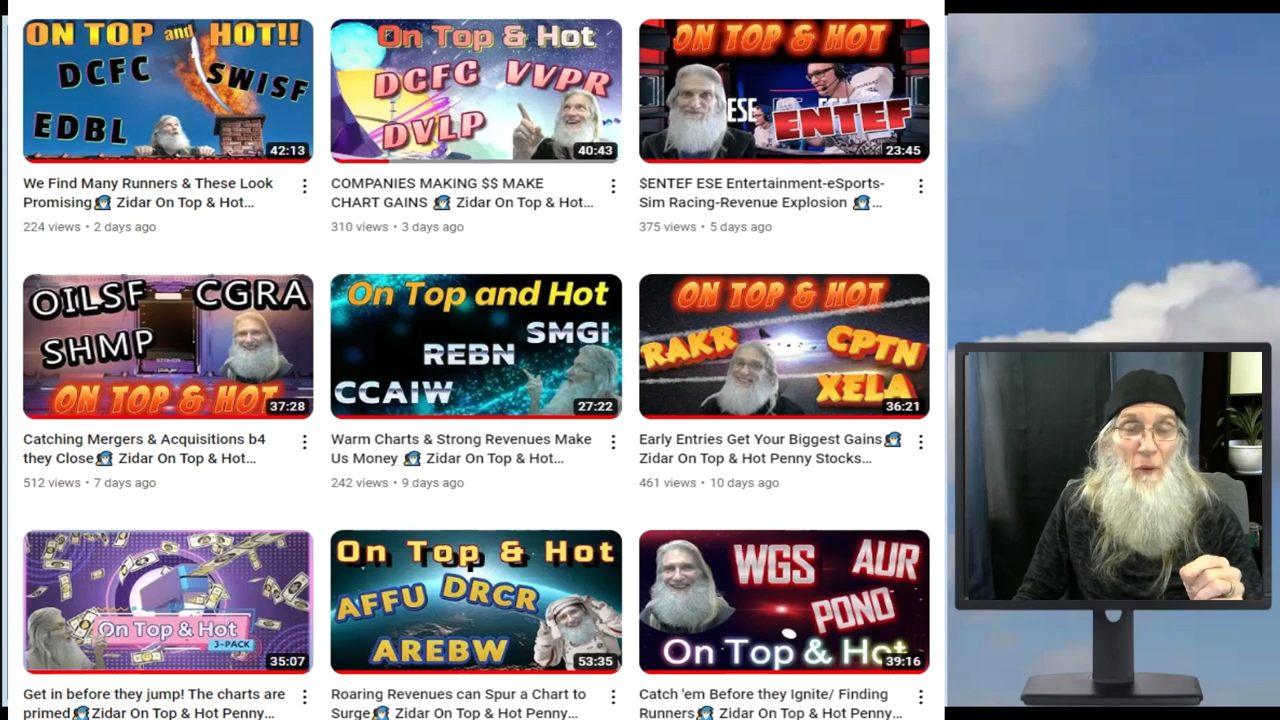 ON TOP and HOT!!
DCFC
SWISF
EDBL
42:13
We Find Many Runners & These Look
Promising🧙 Zidar On Top & Hot...
224 views • 2 days ago
On Top & Hot
DCFC VVPR
DVLP
40:43
COMPANIES MAKING $$ MAKE
CHART GAINS 🧙 Zidar On Top & Hot...
310 views • 3 days ago
ON TOP & HOT
ESE
ENTEF
23:45
$ENTEF ESE Entertainment-eSports-
Sim Racing-Revenue Explosion 🧙...
375 views • 5 days ago
OILSF CGRA
SHMP
ON TOP & HOT
37:28
Catching Mergers & Acquisitions b4
they Close🧙 Zidar On Top & Hot...
512 views • 7 days ago
On Top and Hot
SMGI
REBN
CCAIW
27:22
Warm Charts & Strong Revenues Make
Us Money 🧙 Zidar On Top & Hot...
242 views • 9 days ago
ON TOP & HOT
RAKR CPTN
XELA
36:21
Early Entries Get Your Biggest Gains🧙
Zidar On Top & Hot Penny Stocks...
461 views • 10 days ago
On Top & Hot
3-PACK
35:07
Get in before they jump! The charts are
primed🧙Zidar On Top & Hot Penny...
On Top & Hot
AFFU DRCR
AREBW
53:35
Roaring Revenues can Spur a Chart to
Surge🧙 Zidar On Top & Hot Penny...
WGS AUR
POND
On Top & Hot
39:16
Catch 'em Before they Ignite/ Finding
Runners🧙 Zidar On Top & Hot Penny...